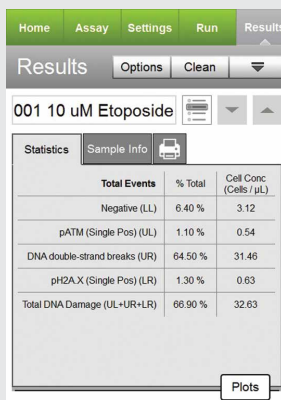 Home Assay Settings Run Results
Results Options Clean
001 10 uM Etoposide
Statistics Sample Info
Total Events % Total Cell Conc
(Cells / µL)
Negative (LL) 6.40 % 3.12
pATM (Single Pos) (UL) 1.10 % 0.54
DNA double-strand breaks (UR) 64.50 % 31.46
pH2A.X (Single Pos) (LR) 1.30 % 0.63
Total DNA Damage (UL+UR+LR) 66.90 % 32.63
Plots